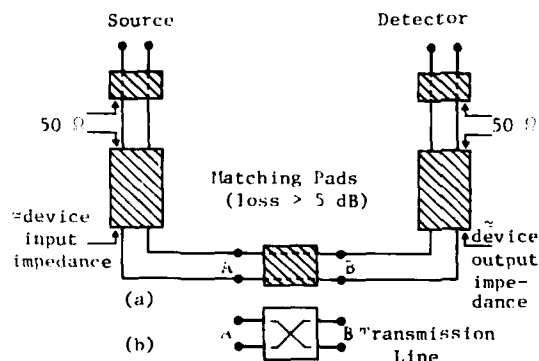 Source
Detector
50 Ω
50 Ω
Matching Pads
(loss > 5 dB)
≈device
input
impedance
A
B
≈
device
output
impe-
dance
(a)
(b)
A
B
Transmission
Line